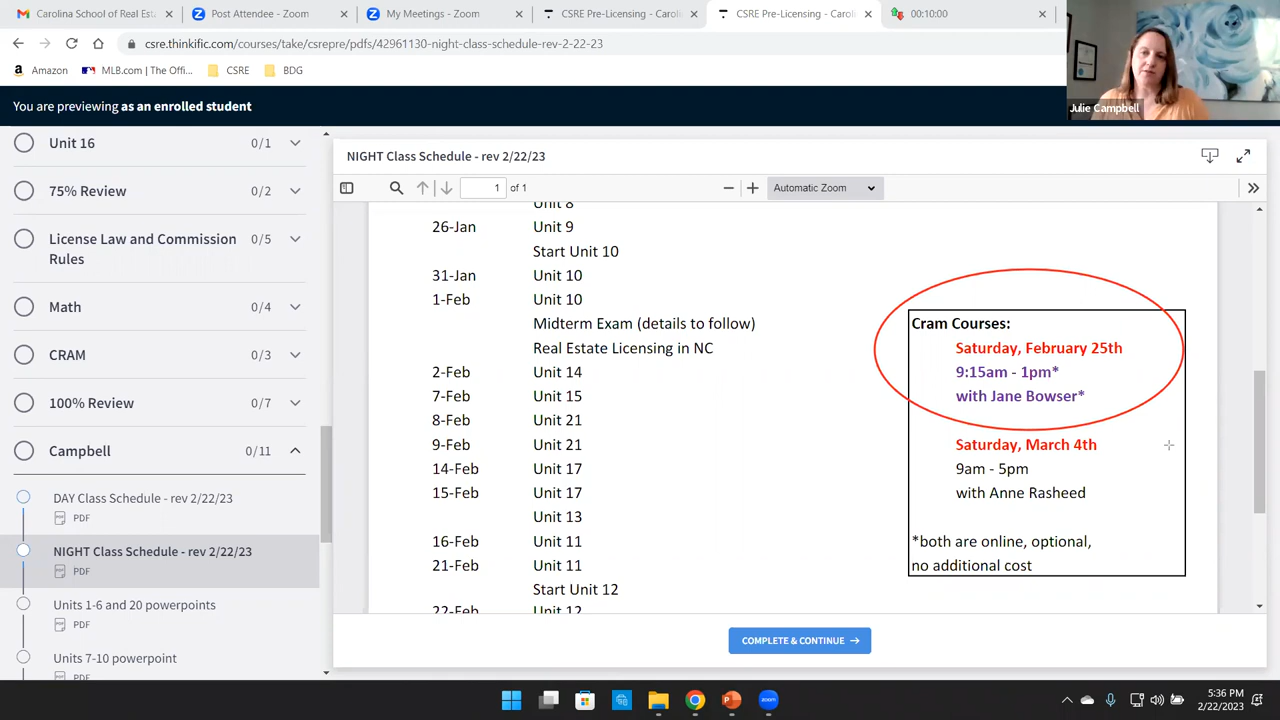 Carolina School of Real Esta
Post Attendee - Zoom
My Meetings - Zoom
CSRE Pre-Licensing - Caroli
CSRE Pre-Licensing - Caroli
00:10:00
csre.thinkific.com/courses/take/csrepre/pdfs/42961130-night-class-schedule-rev-2-22-23
Amazon
MLB.com | The Offi...
CSRE
BDG
Julie Campbell
You are previewing as an enrolled student
Unit 16 0/1
75% Review 0/2
License Law and Commission
Rules 0/5
Math 0/4
CRAM 0/3
100% Review 0/7
Campbell 0/11
DAY Class Schedule - rev 2/22/23
PDF
NIGHT Class Schedule - rev 2/22/23
PDF
Units 1-6 and 20 powerpoints
PDF
Units 7-10 powerpoint
PDF
NIGHT Class Schedule - rev 2/22/23
1 of 1
Automatic Zoom
Unit 8
26-Jan Unit 9
Start Unit 10
31-Jan Unit 10
1-Feb Unit 10
Midterm Exam (details to follow)
Real Estate Licensing in NC
2-Feb Unit 14
7-Feb Unit 15
8-Feb Unit 21
9-Feb Unit 21
14-Feb Unit 17
15-Feb Unit 17
Unit 13
16-Feb Unit 11
21-Feb Unit 11
Start Unit 12
22-Feb Unit 12
Cram Courses:
Saturday, February 25th
9:15am - 1pm*
with Jane Bowser*
Saturday, March 4th
9am - 5pm
with Anne Rasheed
*both are online, optional,
no additional cost
COMPLETE & CONTINUE
zoom
5:36 PM
2/22/2023